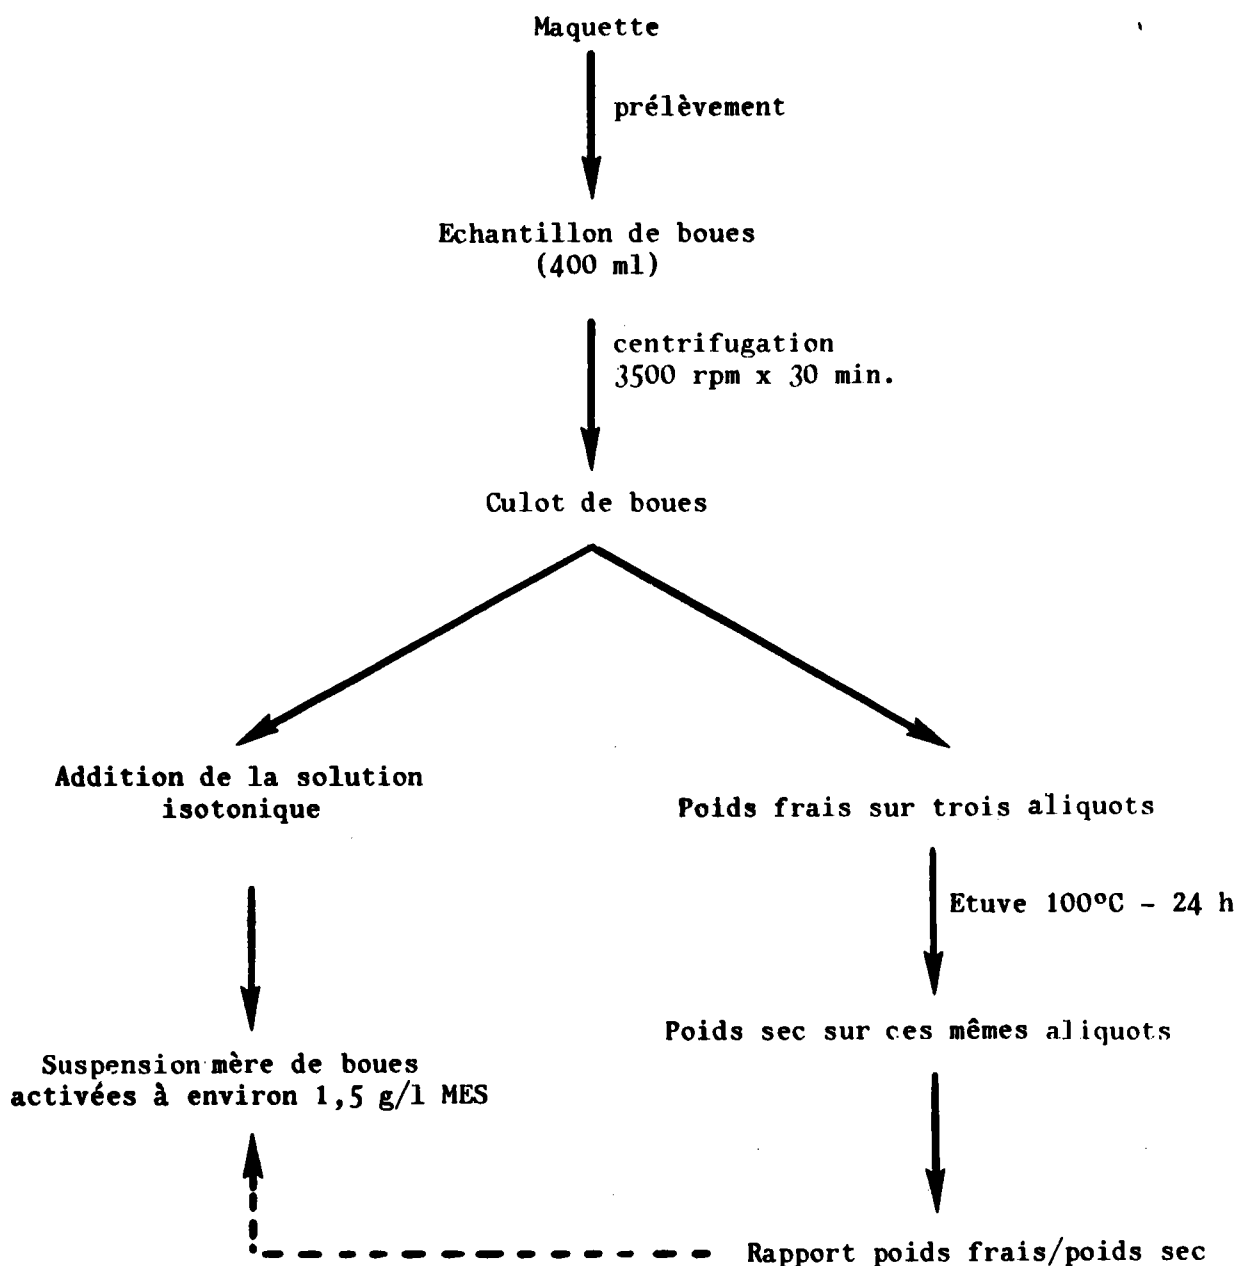 Maquette
prélèvement
Echantillon de boues
(400 ml)
centrifugation
3500 rpm x 30 min.
Culot de boues
Addition de la solution
isotonique
Poids frais sur trois aliquots
Etuve 100°C - 24 h
Poids sec sur ces mêmes aliquots
Suspension mère de boues
activées à environ 1,5 g/l MES
Rapport poids frais/poids sec